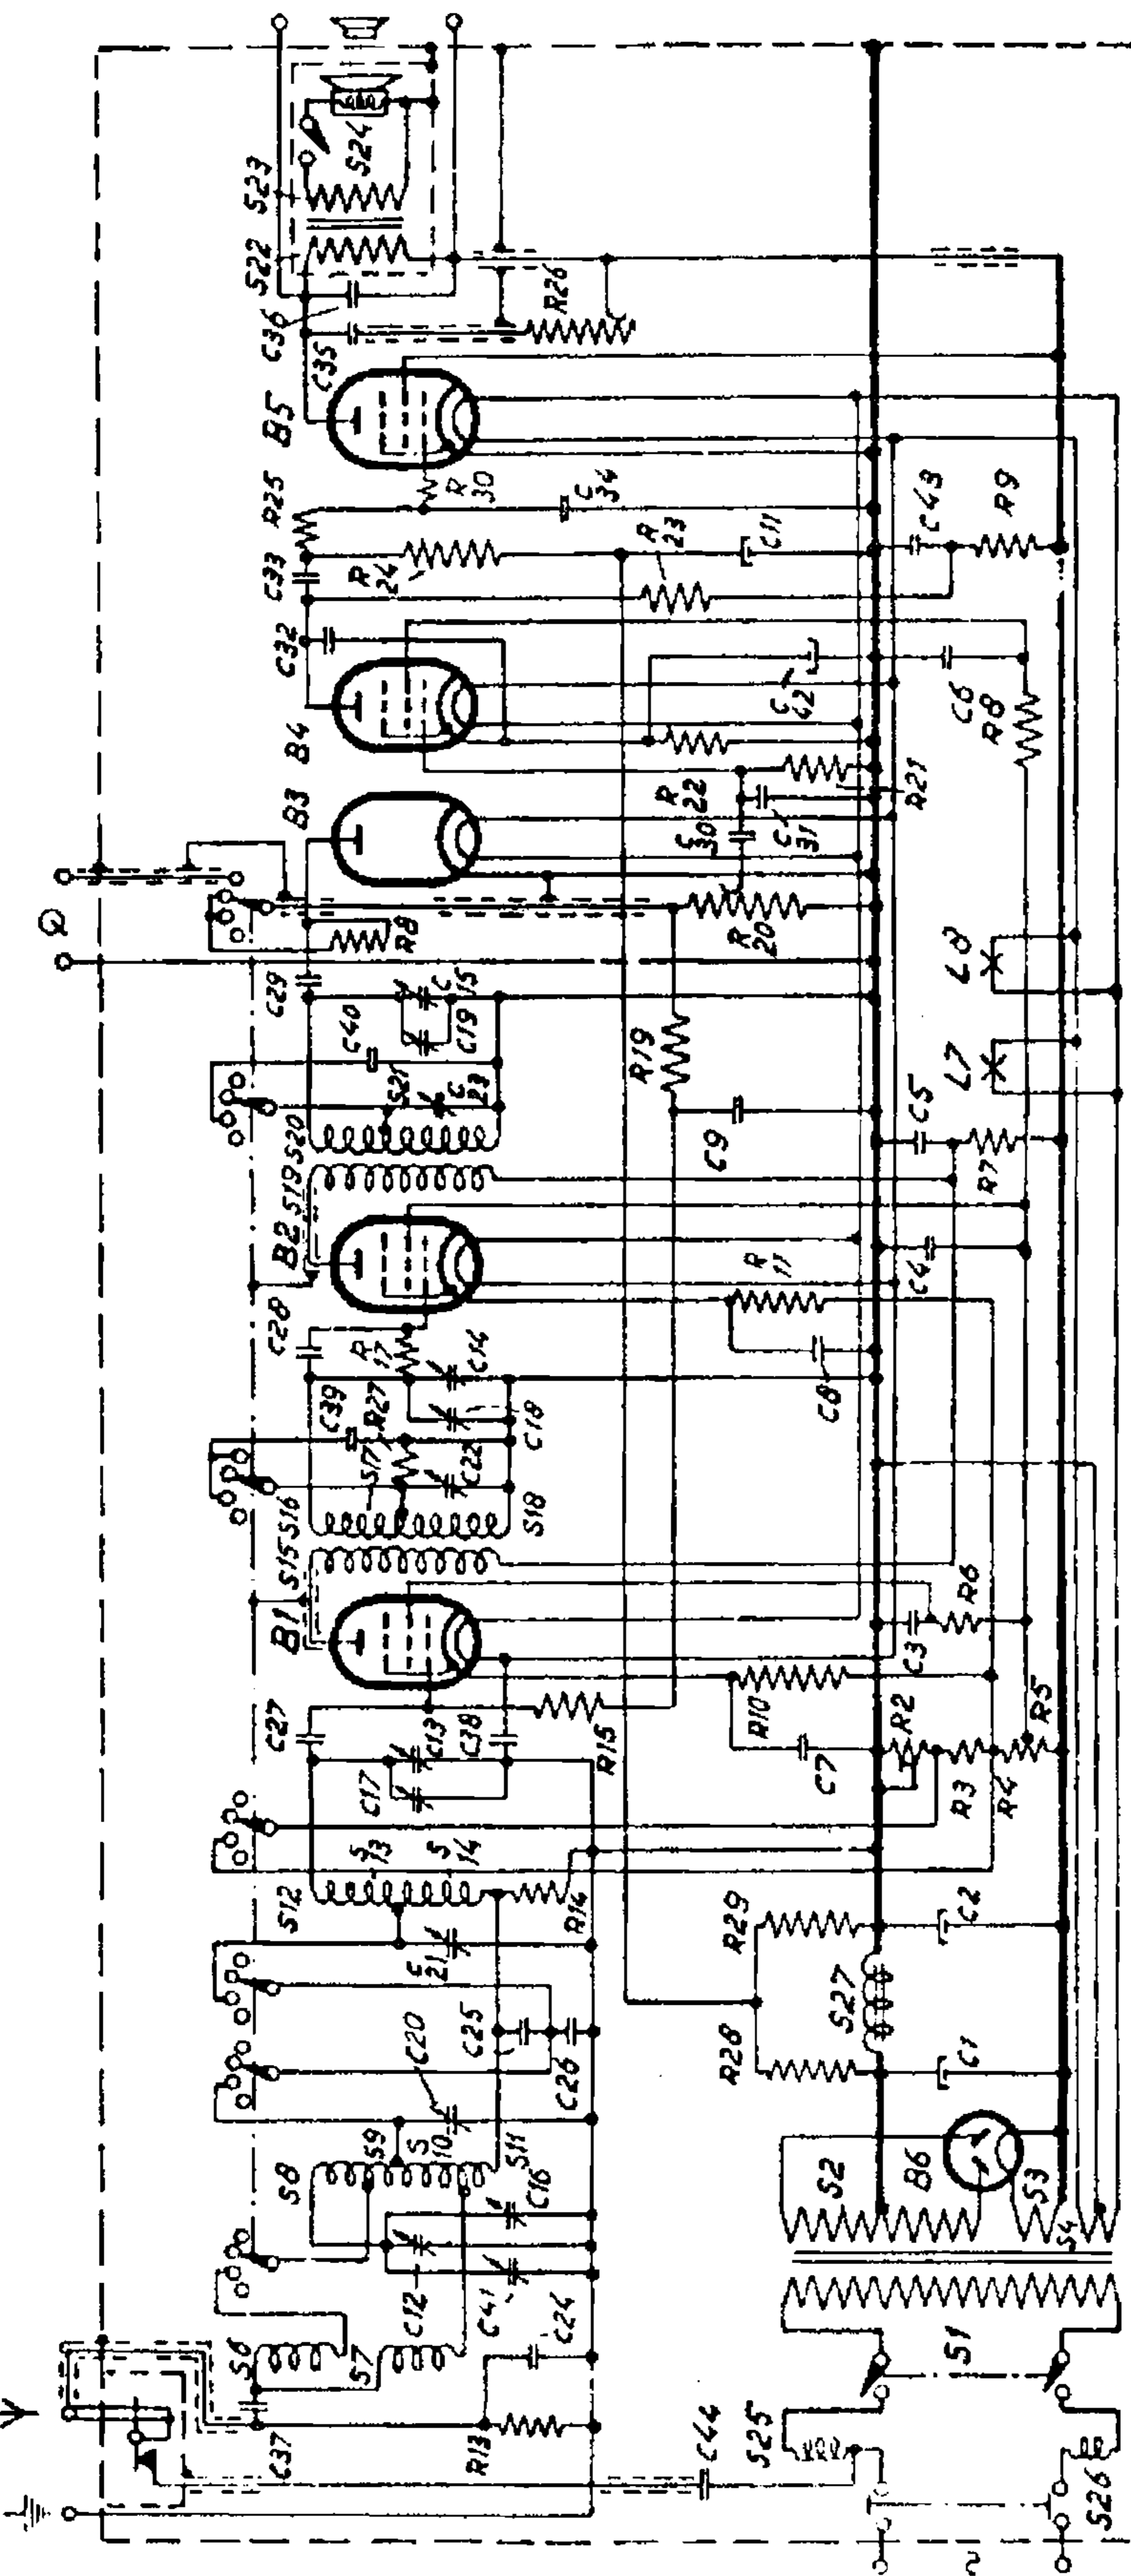 Q
C37
S6
S8
S12
C27
B1
S15
S16
C28
B2
S19
S20
C29
B3
B4
C32
C33
R25
B5
C36
S22
S23
S7
S9
S13
C39
R17
R27
C40
R8
C35
S24
C12
S10
C17
S14
S17
S21
C13
C14
C19
C15
R13
C41
C20
C21
C38
C22
C23
R24
R30
C24
C16
S11
C25
C26
R14
R15
S18
C18
C34
R26
R19
R20
C30
R22
C31
R23
C44
R28
R29
R10
C8
R11
C9
C42
C11
S25
S27
C7
R21
S2
R2
C3
C4
C5
C43
B6
C1
C2
R3
R6
R7
L7
L8
C6
R8
R9
S1
S3
R4
R5
~
S26
S4